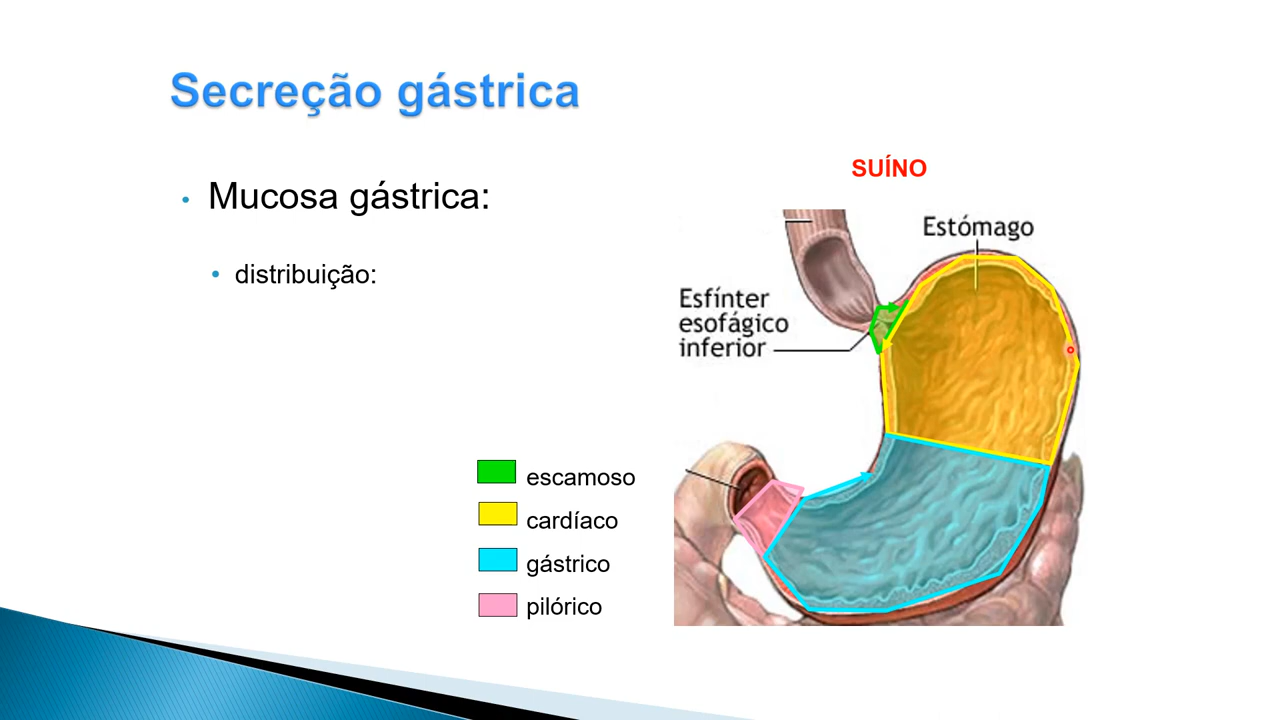 Secreção gástrica
• Mucosa gástrica:
• distribuição:
SUÍNO
Estómago
Esfínter
esofágico
inferior
escamoso
cardíaco
gástrico
pilórico